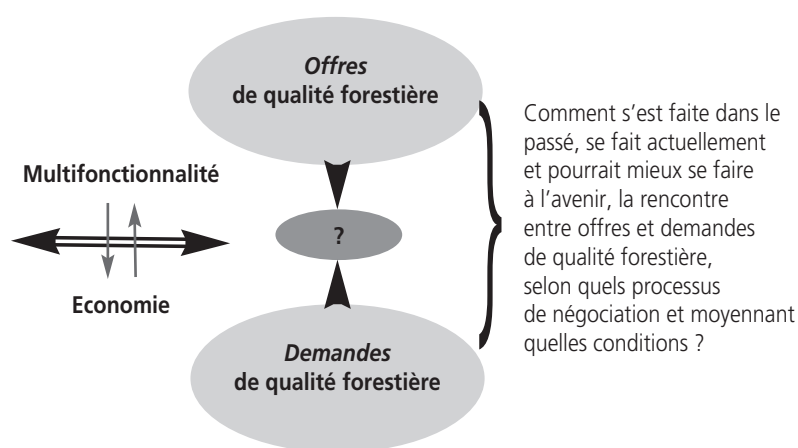 Offres
de qualité forestière
Multifonctionnalité
Economie
?
Demandes
de qualité forestière
Comment s’est faite dans le
passé, se fait actuellement
et pourrait mieux se faire
à l’avenir, la rencontre
entre offres et demandes
de qualité forestière,
selon quels processus
de négociation et moyennant
quelles conditions ?